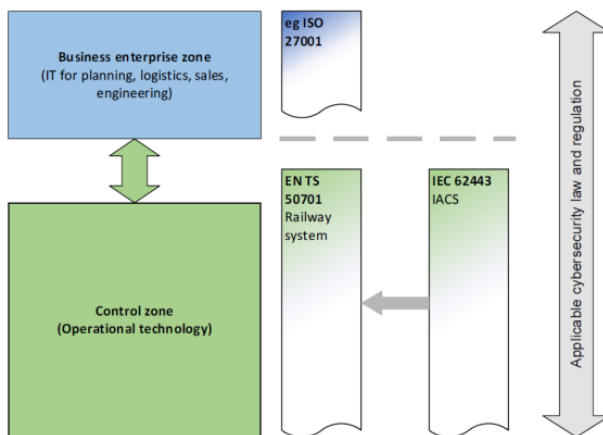 Business enterprise zone
(IT for planning, logistics, sales,
engineering)
eg ISO
27001
EN TS
50701
Railway
system
IEC 62443
IACS
Control zone
(Operational technology)
Applicable cybersecurity law and regulation